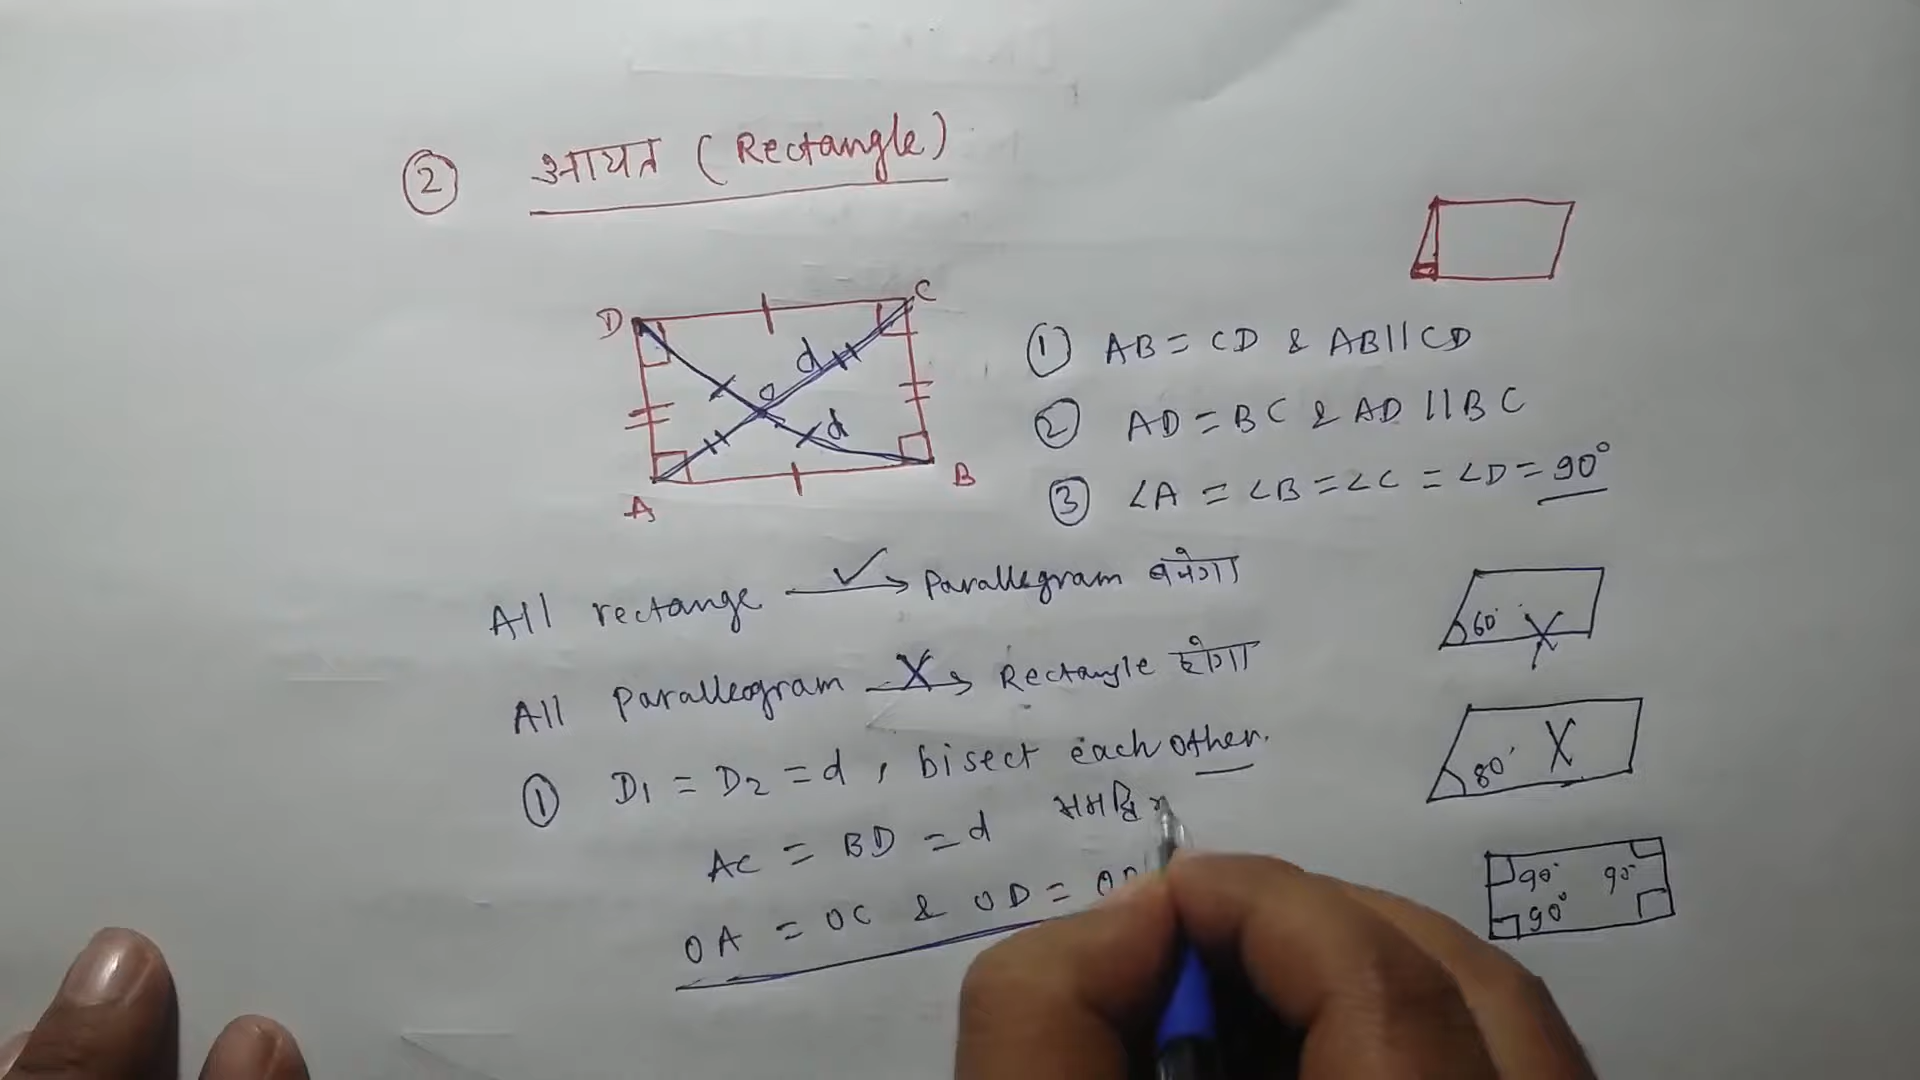 ② आयत (Rectangle)
D C
d
O
d
A B
① AB = CD & AB || CD
② AD = BC & AD || BC
③ ∠A = ∠B = ∠C = ∠D = 90°
All rectange → Parallegram बनेगा
All Paralleogram → Rectangle होगा
① D₁ = D₂ = d, bisect each other.
AC = BD = d समद्वि
OA = OC & OD =
60°
80°
90° 90°
90°